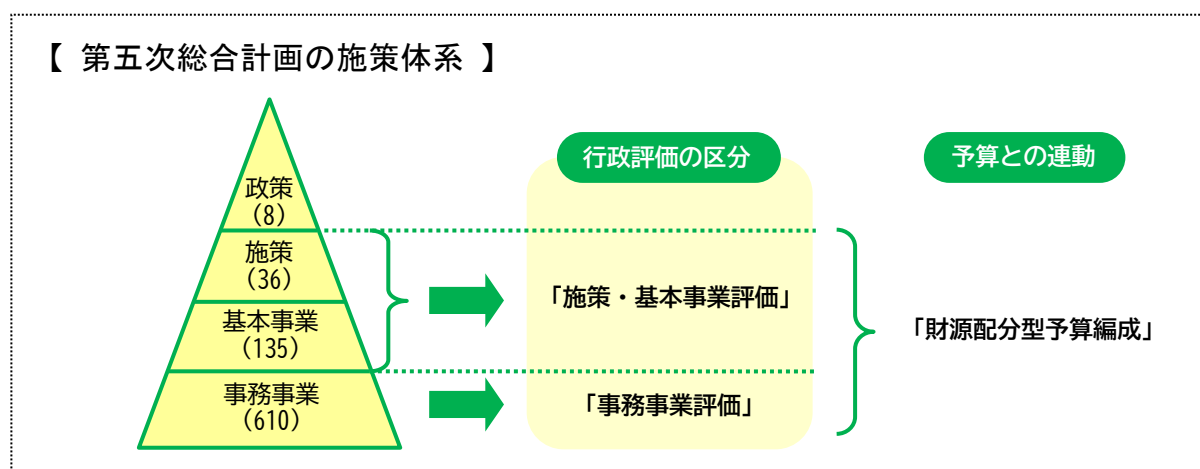 【 第五次総合計画の施策体系 】
行政評価の区分
予算との連動
政策
(8)
施策
(36)
「施策・基本事業評価」
基本事業
(135)
「財源配分型予算編成」
事務事業
(610)
「事務事業評価」